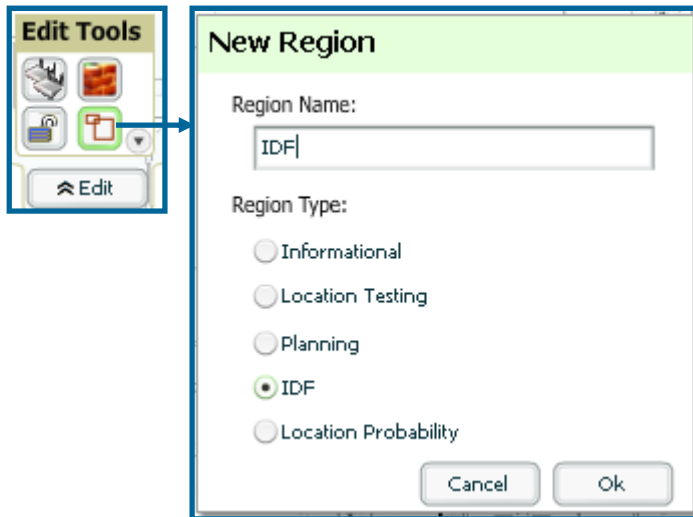 Edit Tools
Edit
New Region
Region Name:
IDF
Region Type:
Informational
Location Testing
Planning
IDF
Location Probability
Cancel
Ok